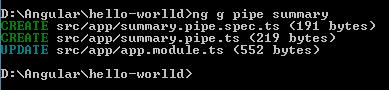 D:\Angular\hello-worlld>ng g pipe summary
CREATE src/app/summary.pipe.spec.ts (191 bytes)
CREATE src/app/summary.pipe.ts (219 bytes)
UPDATE src/app/app.module.ts (552 bytes)
D:\Angular\hello-worlld>